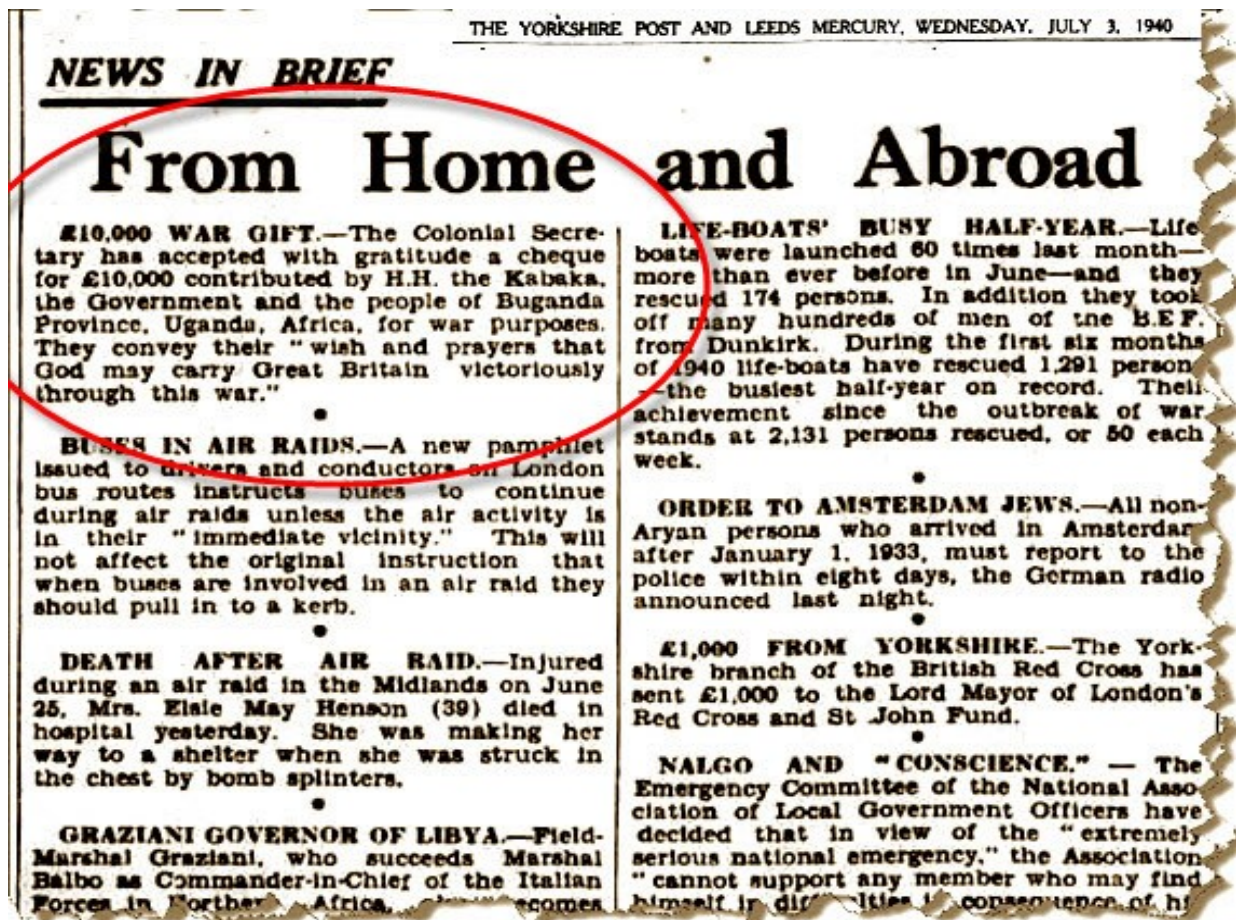 THE YORKSHIRE POST AND LEEDS MERCURY, WEDNESDAY, JULY 3, 1940
NEWS IN BRIEF
From Home and Abroad
£10,000 WAR GIFT.—The Colonial Secre-
tary has accepted with gratitude a cheque
for £10,000 contributed by H.H. the Kabaka,
the Government and the people of Buganda
Province, Uganda, Africa, for war purposes.
They convey their "wish and prayers that
God may carry Great Britain victoriously
through this war."
BUSES IN AIR RAIDS.—A new pamphlet
issued to drivers and conductors on London
bus routes instructs buses to continue
during air raids unless the air activity is
in their "immediate vicinity." This will
not affect the original instruction that
when buses are involved in an air raid they
should pull in to a kerb.
DEATH AFTER AIR RAID.—Injured
during an air raid in the Midlands on June
25, Mrs. Elsie May Henson (39) died in
hospital yesterday. She was making her
way to a shelter when she was struck in
the chest by bomb splinters.
GRAZIANI GOVERNOR OF LIBYA.—Field-
Marshal Graziani, who succeeds Marshal
Balbo as Commander-in-Chief of the Italian
Forces in Northern Africa,
LIFE-BOATS' BUSY HALF-YEAR.—Life
boats were launched 60 times last month—
more than ever before in June—and they
rescued 174 persons. In addition they took
off many hundreds of men of the B.E.F.
from Dunkirk. During the first six months
of 1940 life-boats have rescued 1,291 person
—the busiest half-year on record. Their
achievement since the outbreak of war
stands at 2,131 persons rescued, or 50 each
week.
ORDER TO AMSTERDAM JEWS.—All non-
Aryan persons who arrived in Amsterdam
after January 1, 1933, must report to the
police within eight days, the German radio
announced last night.
£1,000 FROM YORKSHIRE.—The York-
shire branch of the British Red Cross has
sent £1,000 to the Lord Mayor of London's
Red Cross and St John Fund.
NALGO AND "CONSCIENCE." — The
Emergency Committee of the National Asso-
ciation of Local Government Officers have
decided that in view of the "extremely
serious national emergency," the Association
"cannot support any member who may find
himself in difficulties in consequence of